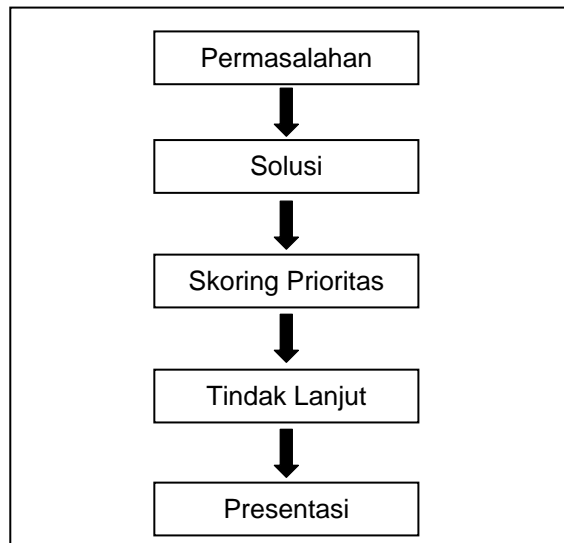 Permasalahan
Solusi
Skoring Prioritas
Tindak Lanjut
Presentasi